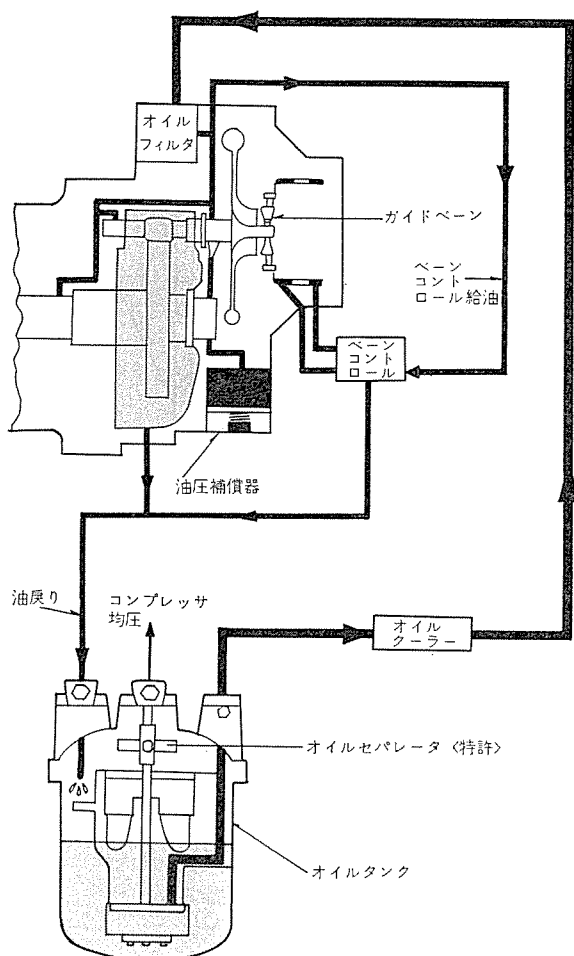 オイル
フィルタ
ガイドベーン
ベーン
コント
ロール給油
ベーン
コント
ロール
油圧補償器
油戻り
コンプレッサ
均圧
オイル
クーラー
オイルセパレータ〈特許〉
オイルタンク